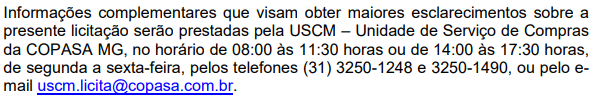 Informações complementares que visam obter maiores esclarecimentos sobre a
presente licitação serão prestadas pela USCM – Unidade de Serviço de Compras
da COPASA MG, no horário de 08:00 às 11:30 horas ou de 14:00 às 17:30 horas,
de segunda a sexta-feira, pelos telefones (31) 3250-1248 e 3250-1490, ou pelo e-
mail uscm.licita@copasa.com.br.